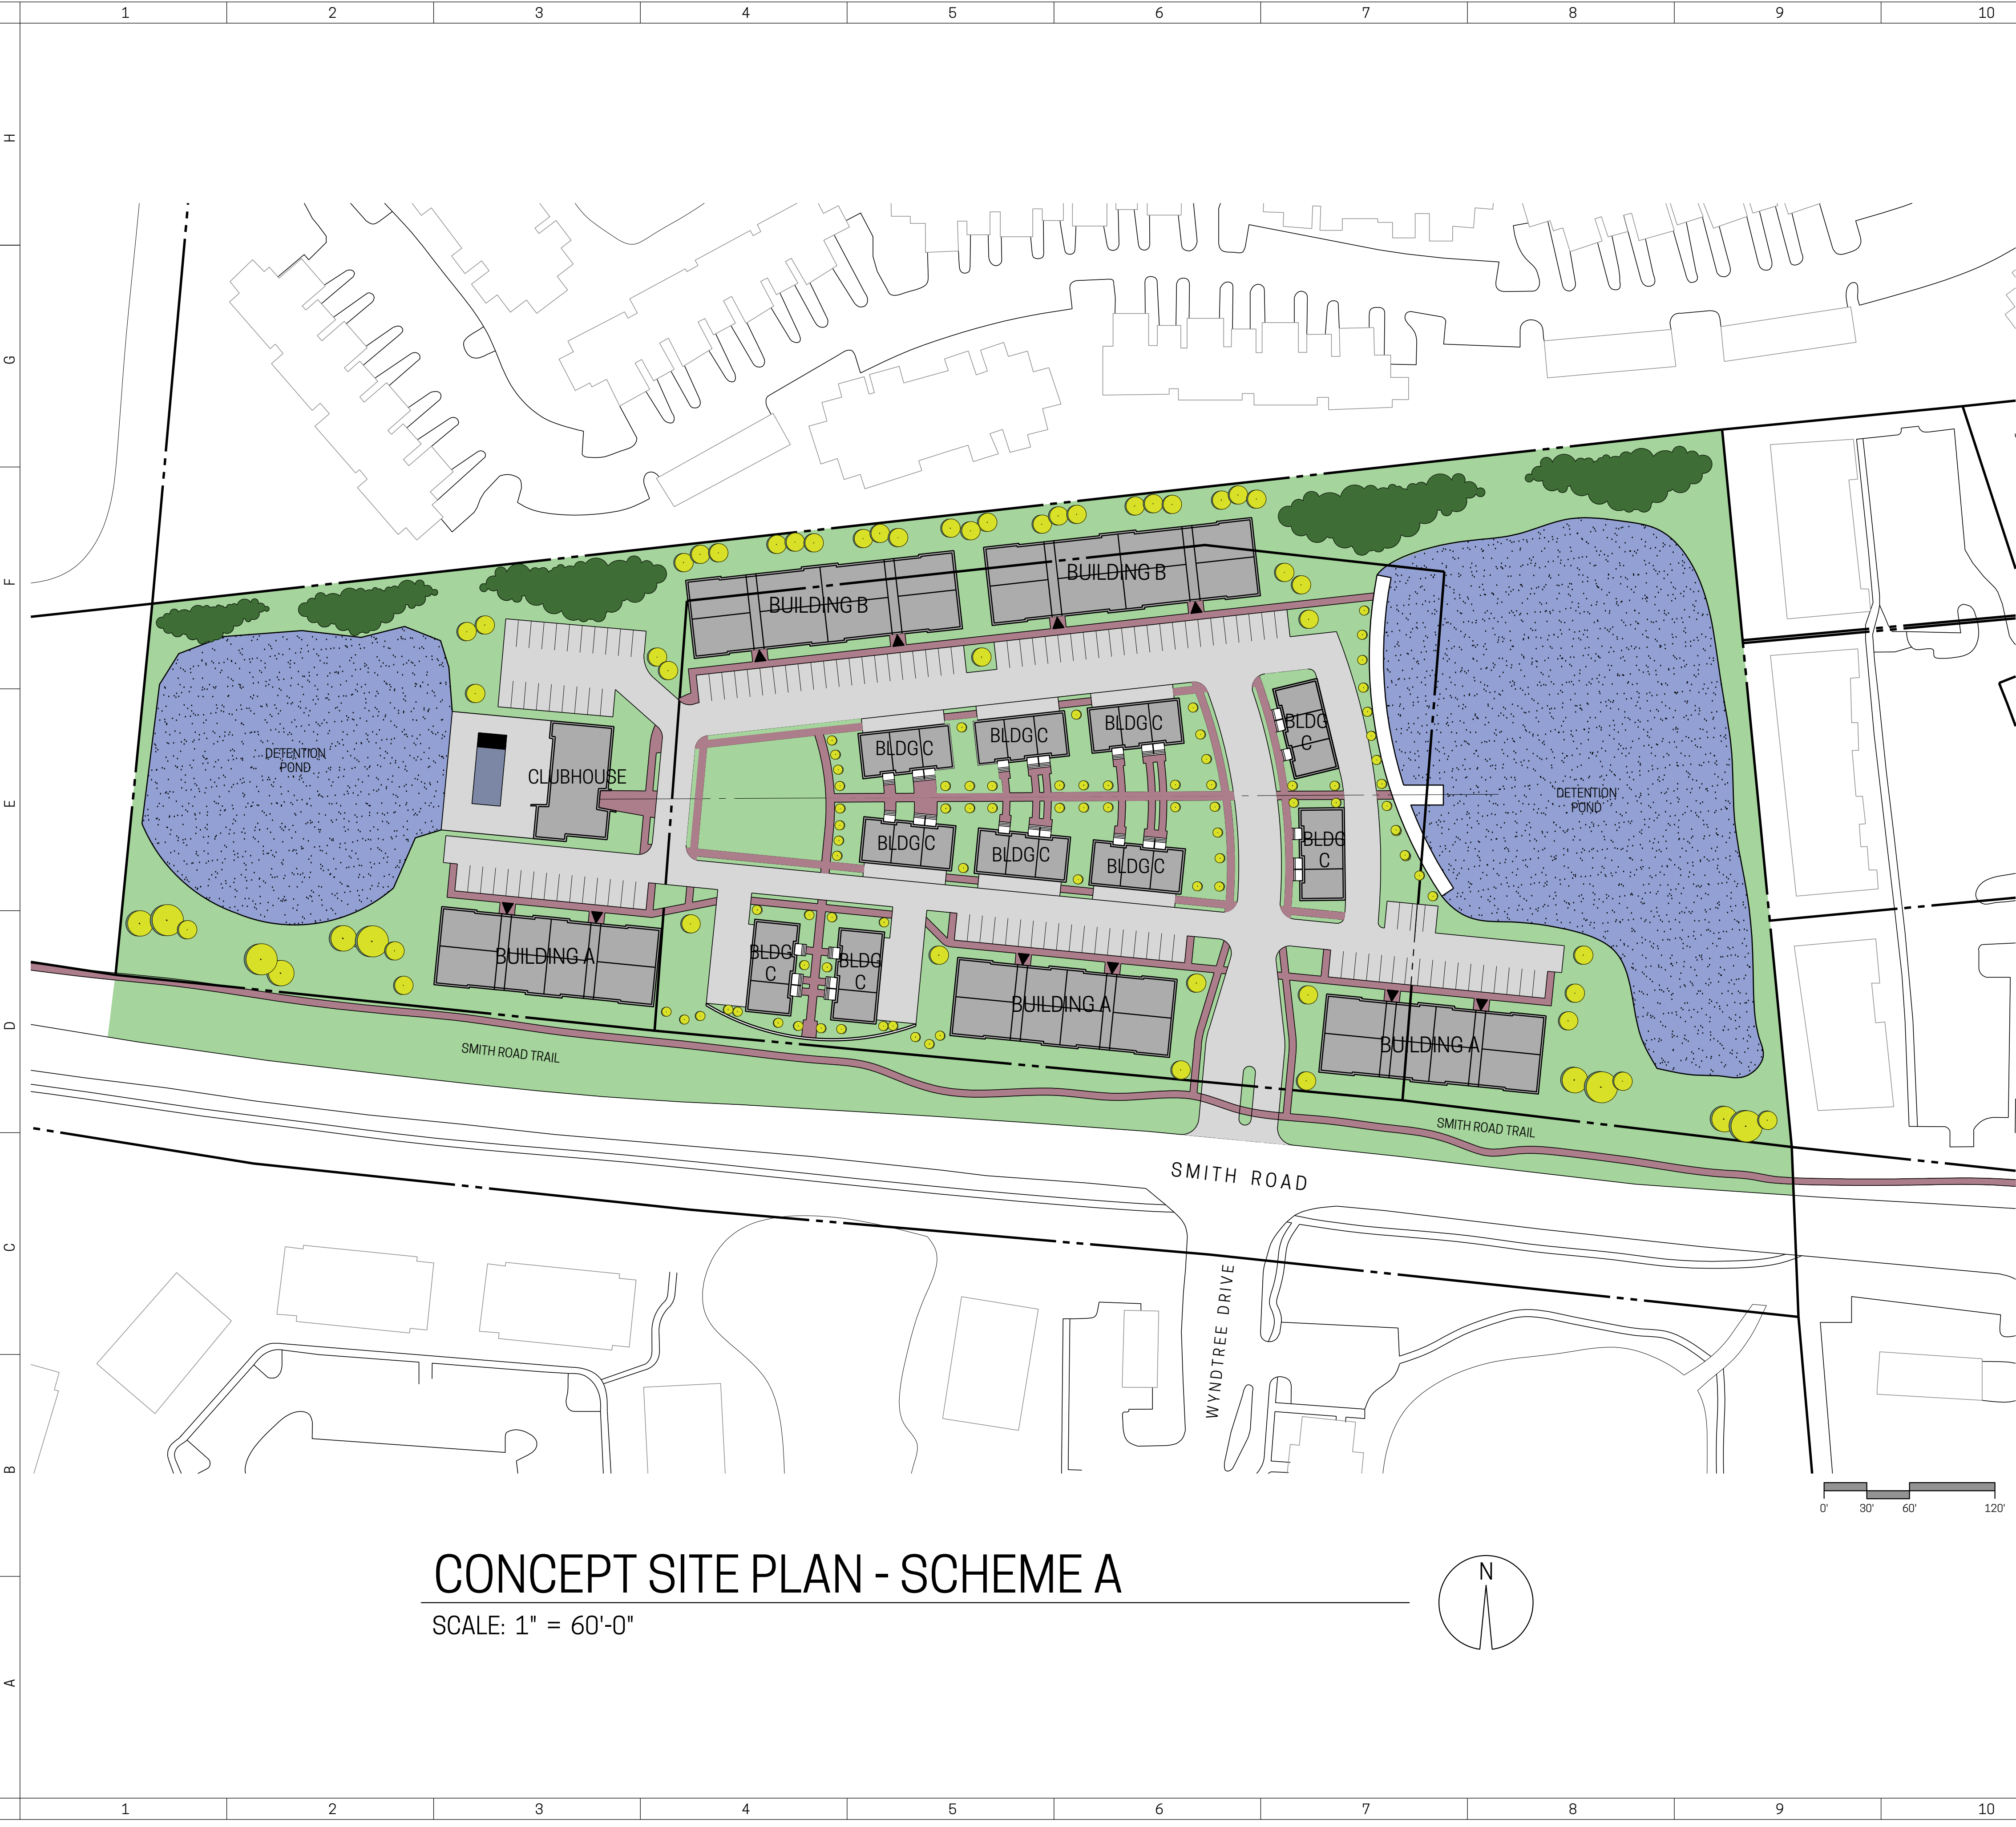 1 2 3 4 5 6 7 8 9 10
H
G
F
E
D
C
B
A
BUILDING B
BUILDING B
BLDG C
BLDG C
BLDG C
BLDG
C
DETENTION
POND
CLUBHOUSE
DETENTION
POND
BLDG C
BLDG C
BLDG C
BLDG
C
BUILDING A
BLDG
C
BLDG
C
BUILDING A
BUILDING A
SMITH ROAD TRAIL
SMITH ROAD TRAIL
SMITH ROAD
WYNDTREE DRIVE
0' 30' 60' 120'
CONCEPT SITE PLAN - SCHEME A
SCALE: 1" = 60'-0"
N
1 2 3 4 5 6 7 8 9 10